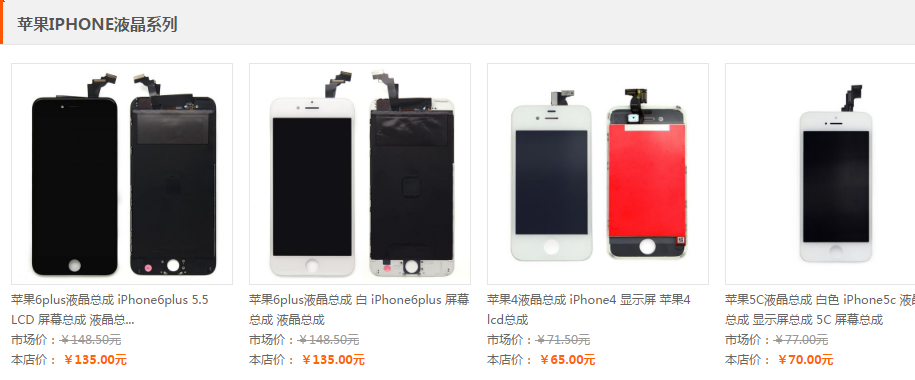 苹果IPHONE液晶系列
苹果6plus液晶总成 iPhone6plus 5.5
LCD 屏幕总成 液晶总...
市场价：￥148.50元
本店价：￥135.00元
苹果6plus液晶总成 白 iPhone6plus 屏幕
总成 液晶总成
市场价：￥148.50元
本店价：￥135.00元
苹果4液晶总成 iPhone4 显示屏 苹果4
lcd总成
市场价：￥71.50元
本店价：￥65.00元
苹果5C液晶总成 白色 iPhone5c 液
总成 显示屏总成 5C 屏幕总成
市场价：￥77.00元
本店价：￥70.00元